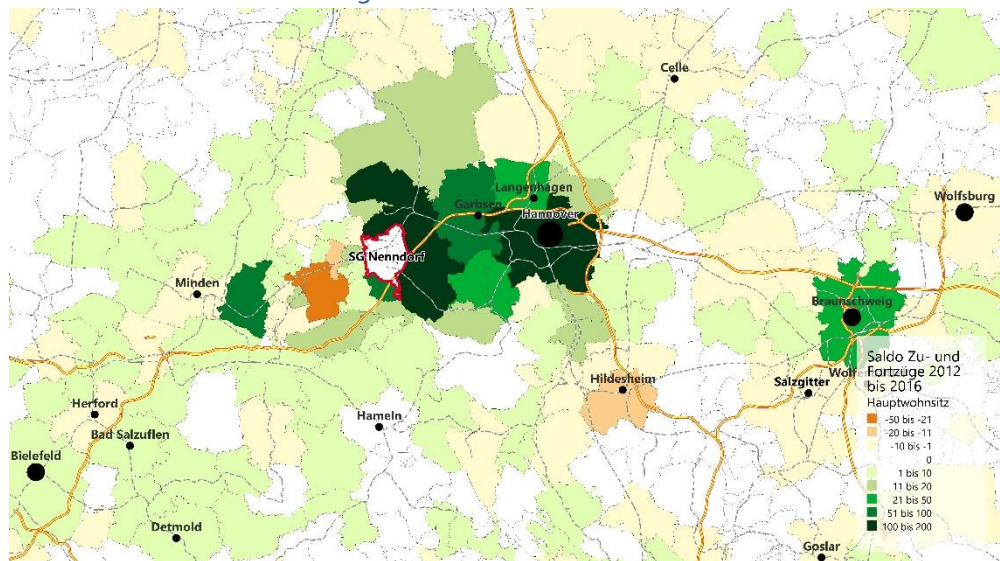 Celle
Wolfsburg
Langenhagen
Garbsen
Hannover
SG Nenndorf
Minden
Braunschweig
Hildesheim
Salzgitter
Herford
Hameln
Bad Salzuflen
Bielefeld
Detmold
Goslar
Saldo Zu- und
Fortzüge 2012
bis 2016
Hauptwohnsitz
-50 bis -21
-20 bis -11
-10 bis -1
0
1 bis 10
11 bis 20
21 bis 50
51 bis 100
100 bis 200